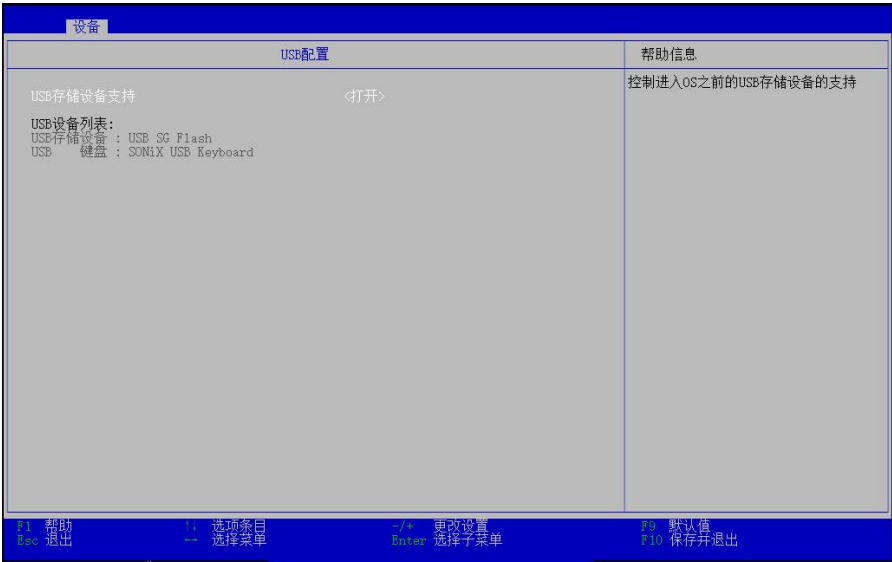 设备
USB配置
帮助信息
USB存储设备支持 <打开>
控制进入OS之前的USB存储设备的支持
USB设备列表:
USB存储设备 : USB SG Flash
USB 键盘 : SONiX USB Keyboard
F1 帮助 ↑↓ 选项条目 -/+ 更改设置 F9 默认值
Esc 退出 ←→ 选择菜单 Enter 选择子菜单 F10 保存并退出